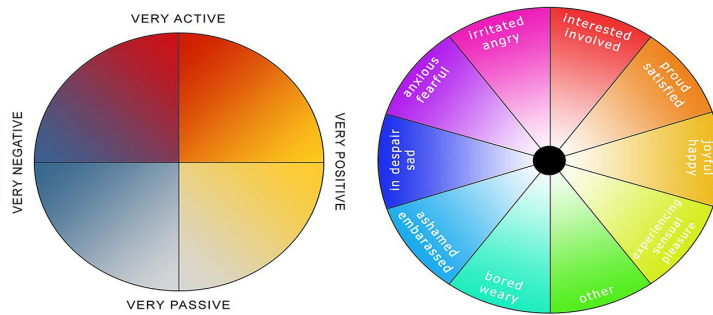 VERY ACTIVE
VERY NEGATIVE
VERY POSITIVE
VERY PASSIVE
irritated
angry
interested
involved
proud
satisfied
joyful
happy
experiencing
sensual
pleasure
other
bored
weary
ashamed
embarassed
in despair
sad
anxious
fearful